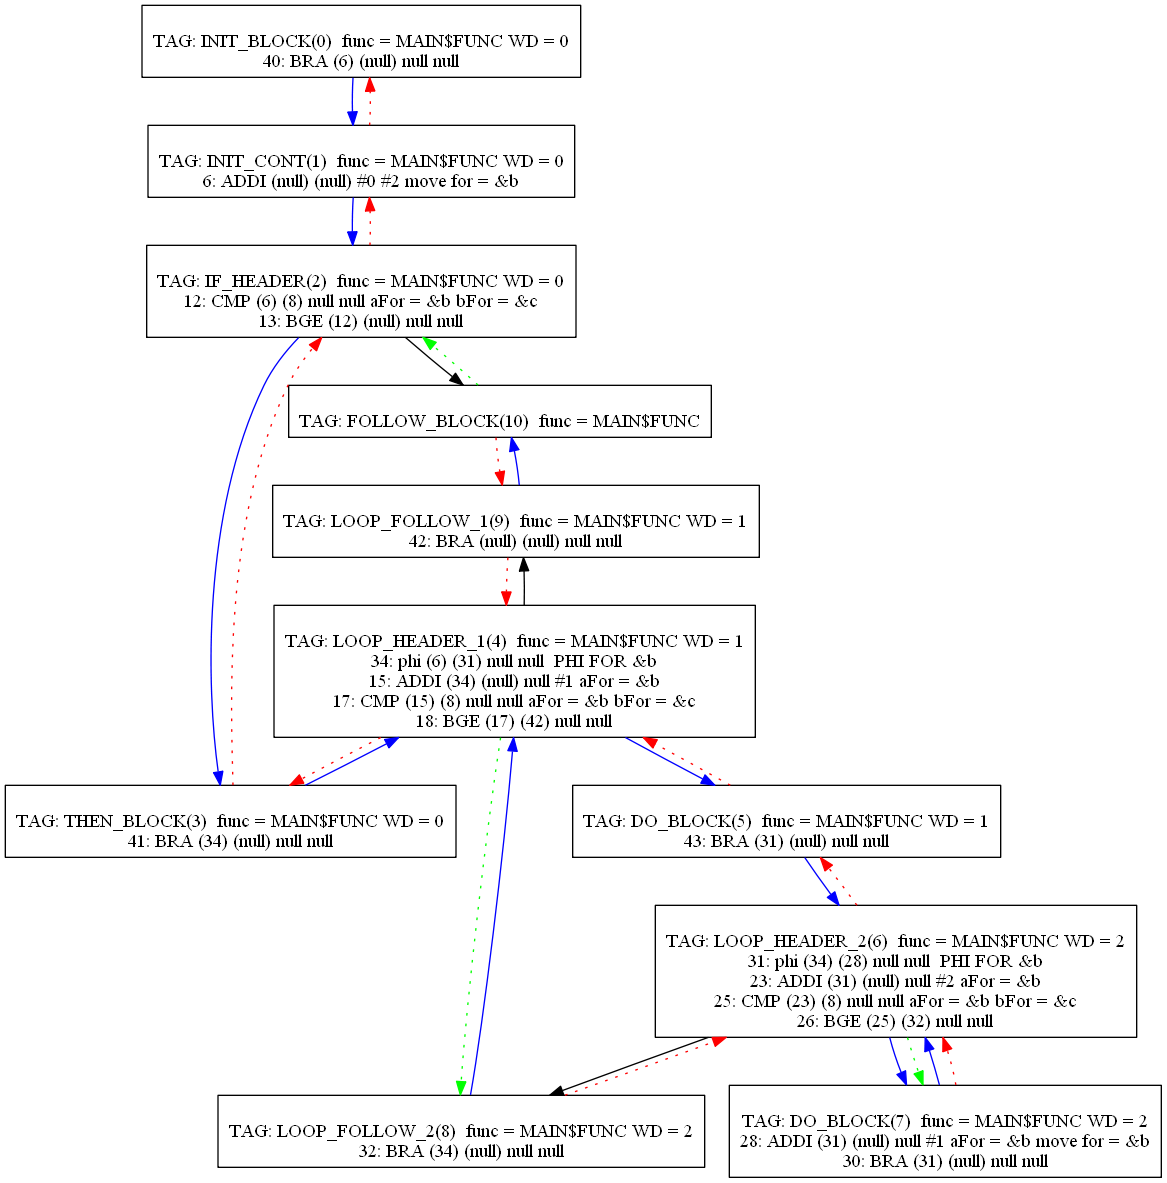 TAG: INIT_BLOCK(0)  func = MAIN$FUNC WD = 0
40: BRA (6) (null) null null
TAG: INIT_CONT(1)  func = MAIN$FUNC WD = 0
6: ADDI (null) (null) #0 #2 move for = &b
TAG: IF_HEADER(2)  func = MAIN$FUNC WD = 0
12: CMP (6) (8) null null aFor = &b bFor = &c
13: BGE (12) (null) null null
TAG: FOLLOW_BLOCK(10)  func = MAIN$FUNC
TAG: LOOP_FOLLOW_1(9)  func = MAIN$FUNC WD = 1
42: BRA (null) (null) null null
TAG: LOOP_HEADER_1(4)  func = MAIN$FUNC WD = 1
34: phi (6) (31) null null  PHI FOR &b
15: ADDI (34) (null) null #1 aFor = &b
17: CMP (15) (8) null null aFor = &b bFor = &c
18: BGE (17) (42) null null
TAG: THEN_BLOCK(3)  func = MAIN$FUNC WD = 0
41: BRA (34) (null) null null
TAG: DO_BLOCK(5)  func = MAIN$FUNC WD = 1
43: BRA (31) (null) null null
TAG: LOOP_HEADER_2(6)  func = MAIN$FUNC WD = 2
31: phi (34) (28) null null  PHI FOR &b
23: ADDI (31) (null) null #2 aFor = &b
25: CMP (23) (8) null null aFor = &b bFor = &c
26: BGE (25) (32) null null
TAG: LOOP_FOLLOW_2(8)  func = MAIN$FUNC WD = 2
32: BRA (34) (null) null null
TAG: DO_BLOCK(7)  func = MAIN$FUNC WD = 2
28: ADDI (31) (null) null #1 aFor = &b move for = &b
30: BRA (31) (null) null null